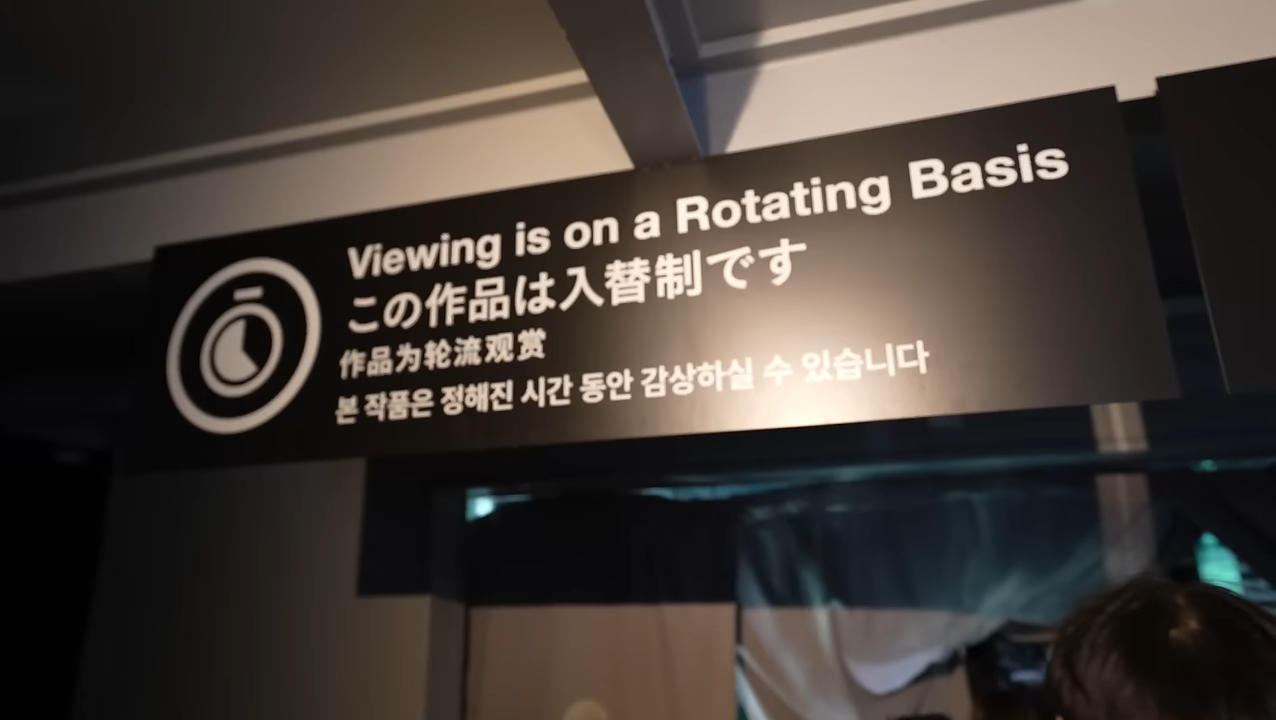 Viewing is on a Rotating Basis
この作品は入替制です
作品为轮流观赏
본 작품은 정해진 시간 동안 감상하실 수 있습니다